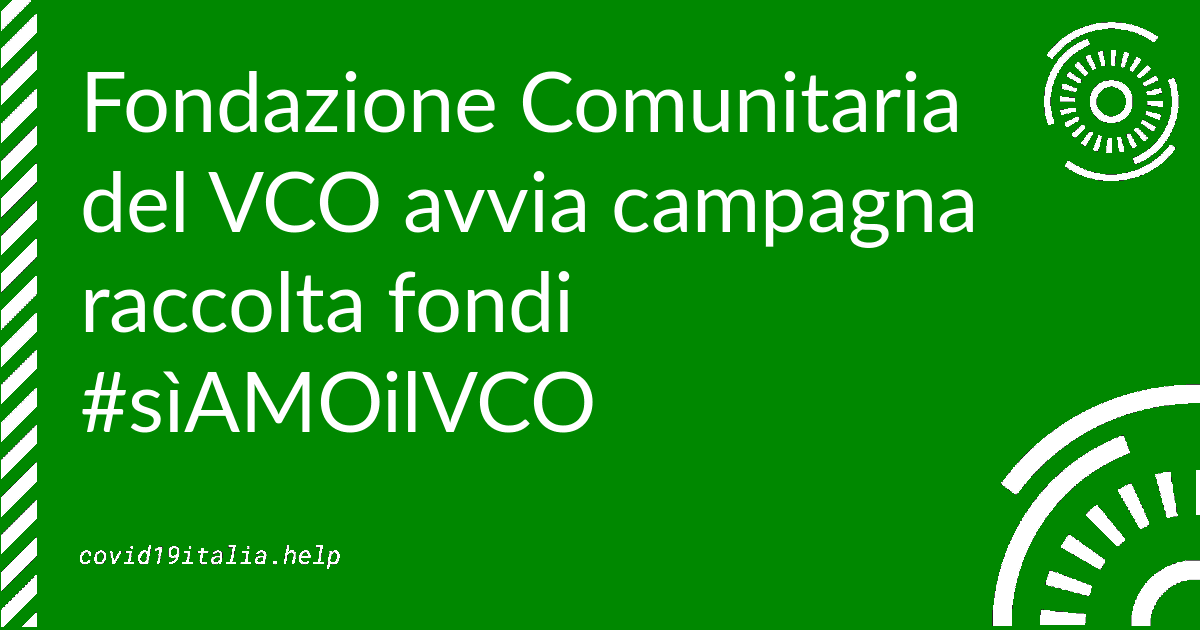 Fondazione Comunitaria
del VCO avvia campagna
raccolta fondi
#sìAMOilVCO
covid19italia.help